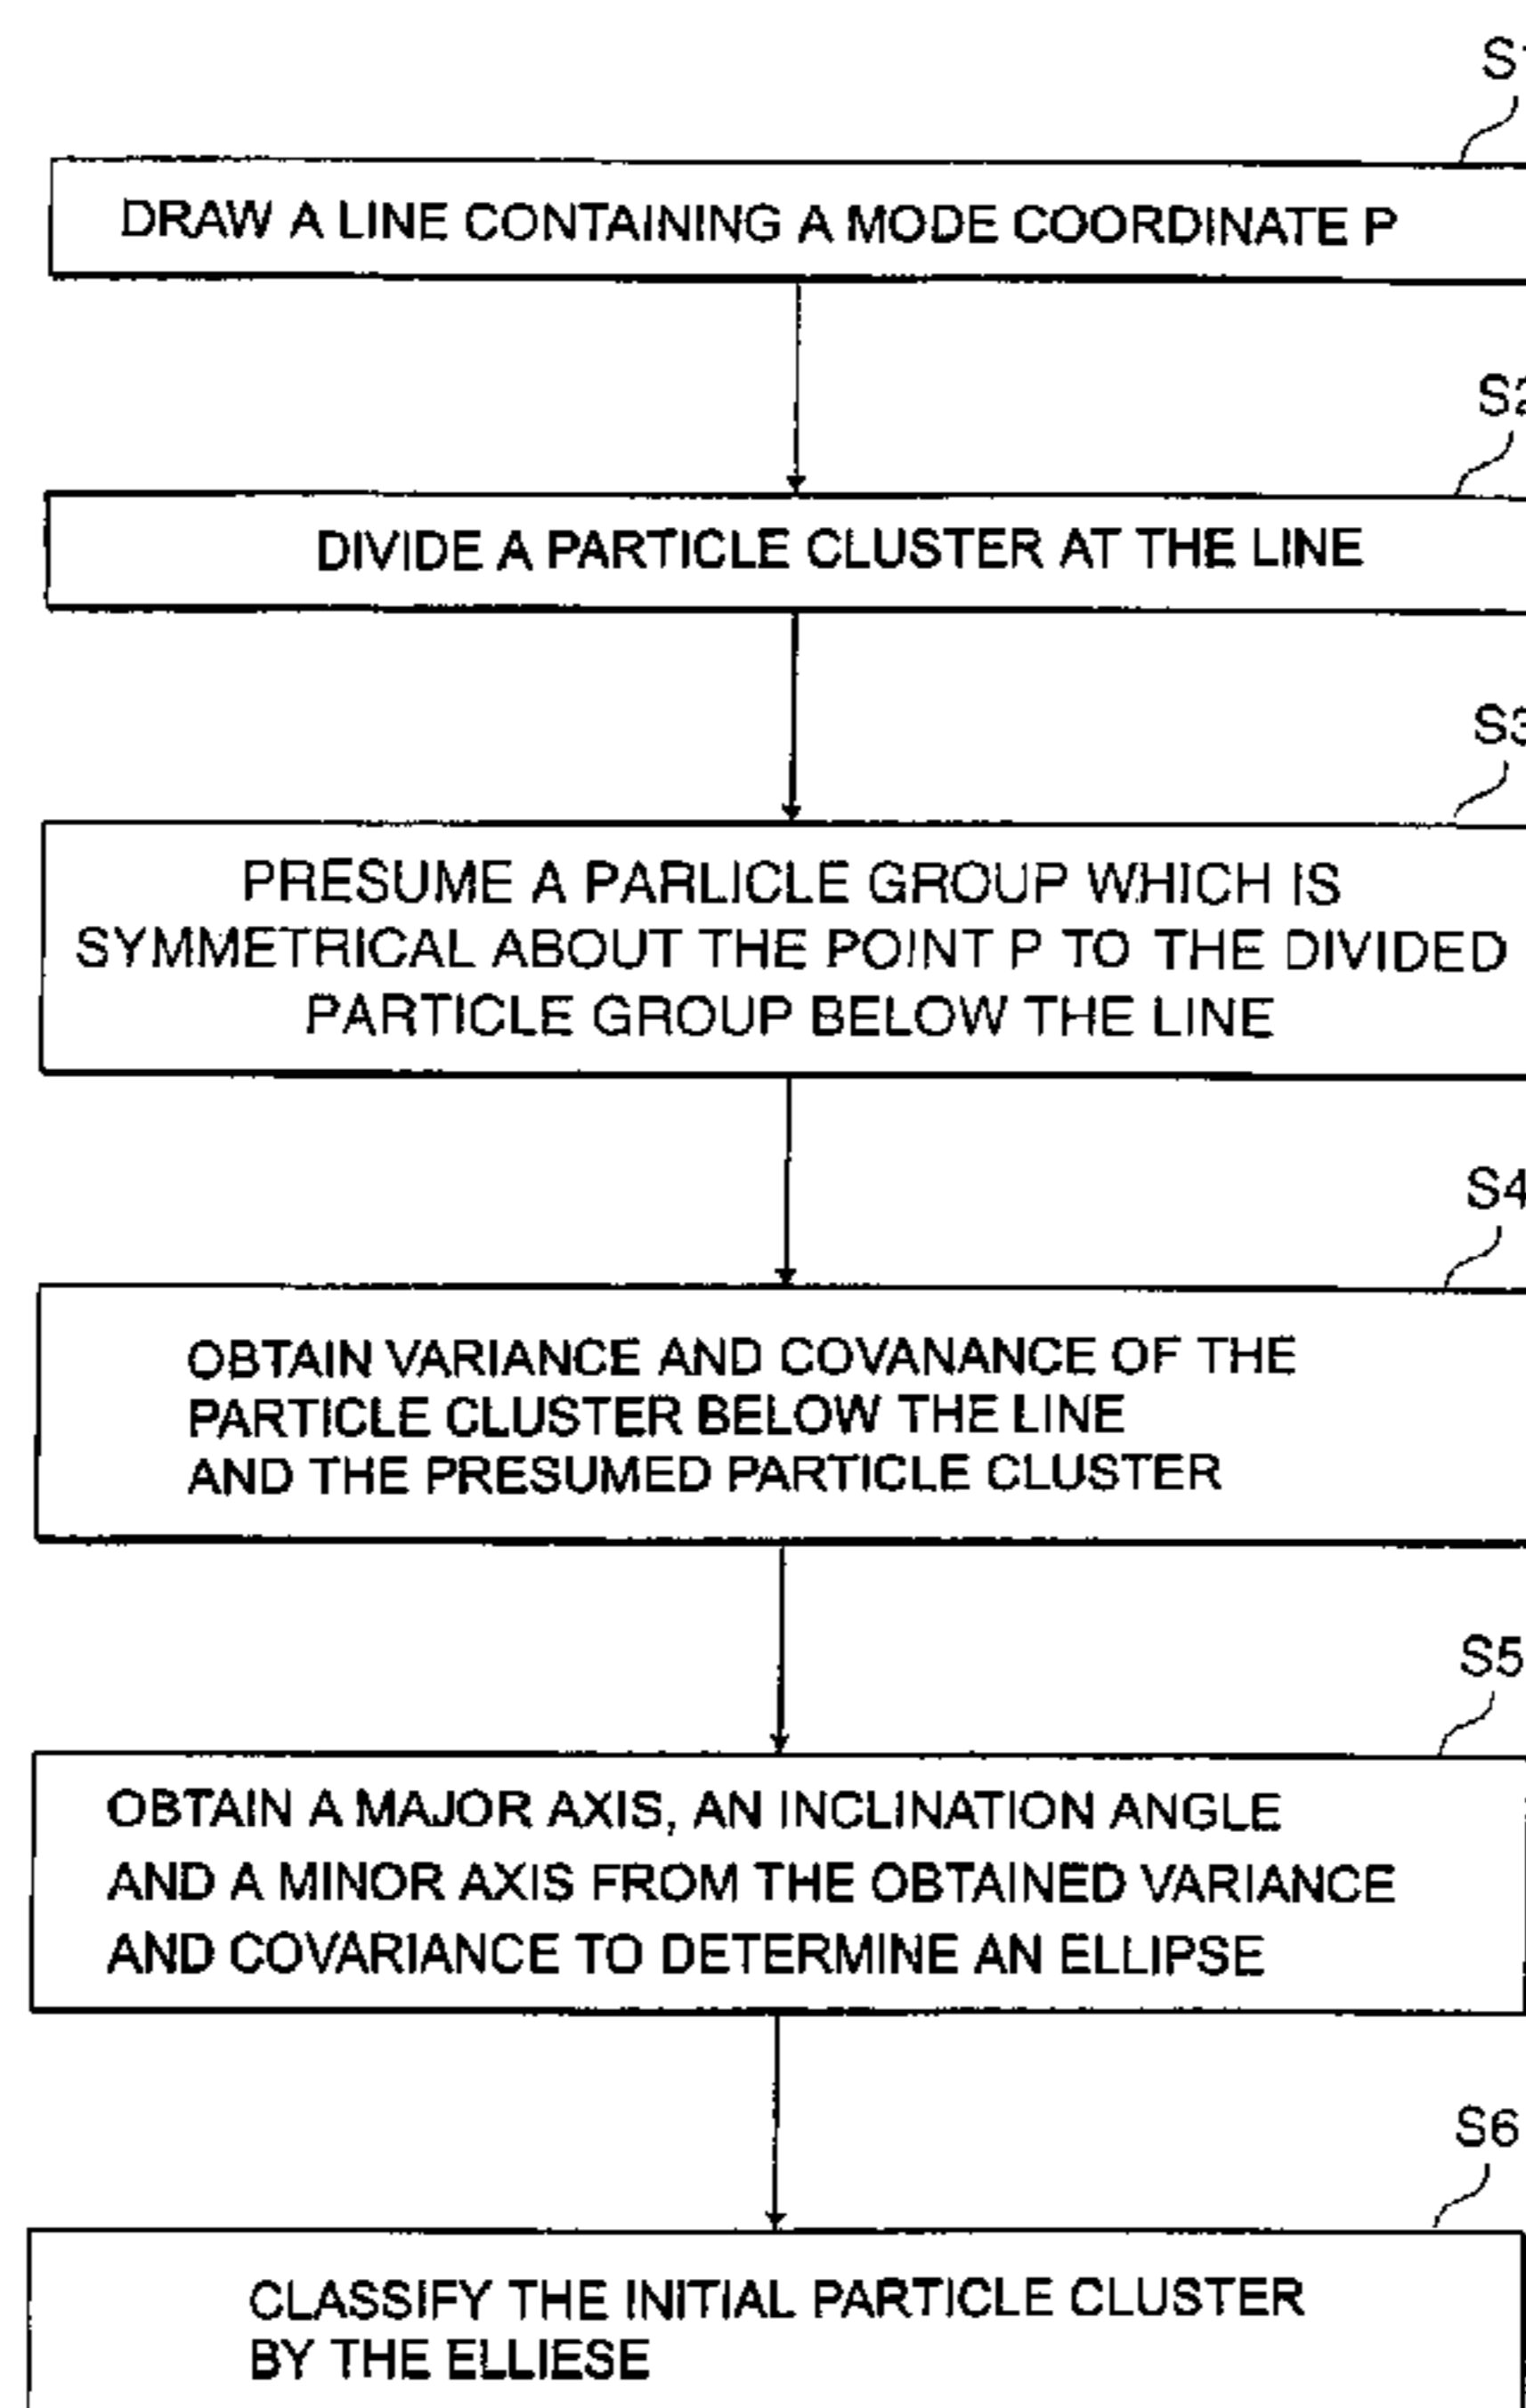 S1
DRAW A LINE CONTAINING A MODE COORDINATE P
S2
DIVIDE A PARTICLE CLUSTER AT THE LINE
S3
PRESUME A PARLICLE GROUP WHICH IS
SYMMETRICAL ABOUT THE POINT P TO THE DIVIDED
PARTICLE GROUP BELOW THE LINE
S4
OBTAIN VARIANCE AND COVANANCE OF THE
PARTICLE CLUSTER BELOW THE LINE
AND THE PRESUMED PARTICLE CLUSTER
S5
OBTAIN A MAJOR AXIS, AN INCLINATION ANGLE
AND A MINOR AXIS FROM THE OBTAINED VARIANCE
AND COVARIANCE TO DETERMINE AN ELLIPSE
S6
CLASSIFY THE INITIAL PARTICLE CLUSTER
BY THE ELLIESE